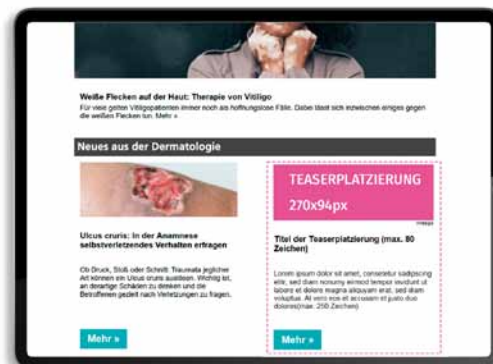 Weiße Flecken auf der Haut: Therapie von Vitiligo
Für viele gelten Vitiligopatienten immer noch als hoffnungslose Fälle. Dabei lässt sich inzwischen einiges gegen
die weißen Flecken tun. Mehr »
Neues aus der Dermatologie
Ulcus cruris: In der Anamnese
selbstverletzendes Verhalten erfragen
Ob Druck, Stoß oder Schnitt: Traumata jeglicher
Art können ein Ulcus cruris auslösen. Wichtig ist,
an derartige Schäden zu denken und die
Betroffenen gezielt nach Verletzungen zu fragen.
Mehr »
TEASERPLATZIERUNG
270x94px
Titel der Teaserplatzierung (max. 80
Zeichen)
Lorem ipsum dolor sit amet, consetetur sadipscing
elitr, sed diam nonumy eirmod tempor invidunt ut
labore et dolore magna aliquyam erat, sed diam
voluptua. At vero eos et accusam et justo duo
dolores(max. 250 Zeichen)
Mehr »